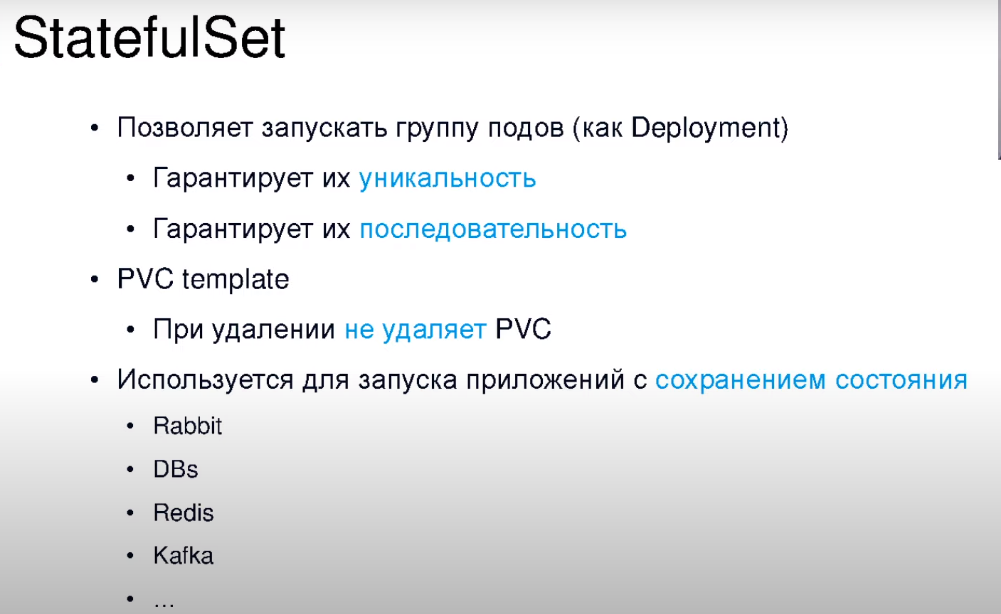 StatefulSet
• Позволяет запускать группу подов (как Deployment)
• Гарантирует их уникальность
• Гарантирует их последовательность
• PVC template
• При удалении не удаляет PVC
• Используется для запуска приложений с сохранением состояния
• Rabbit
• DBs
• Redis
• Kafka
• ...